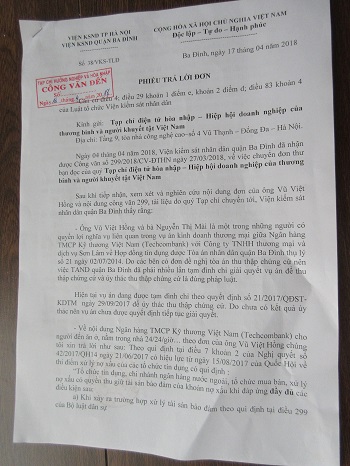 VIỆN KSND TP HÀ NỘI
VIỆN KSND QUẬN BA ĐÌNH
CỘNG HÒA XÃ HỘI CHỦ NGHĨA VIỆT NAM
Độc lập – Tự do – Hạnh phúc
Số 38/VKS-TLĐ
Ba Đình, ngày 17 tháng 04 năm 2018
TẠP CHÍ ĐIỆN TỬ HÒA NHẬP
CÔNG VĂN ĐẾN
Số
Ngày tháng năm 20
PHIẾU TRẢ LỜI ĐƠN
Căn cứ điều 4; điều 29 khoản 1 điểm e, khoản 2 điểm d; điều 83 khoản 4
của Luật tổ chức Viện kiểm sát nhân dân
Kính gửi: Tạp chí điện tử hòa nhập – Hiệp hội doanh nghiệp của
thương binh và người khuyết tật Việt Nam
Địa chỉ: Tầng 9, tòa nhà công nghệ cao-số 4 Vũ Thạnh – Đống Đa – Hà Nội.
Ngày 04 tháng 04 năm 2018, Viện kiểm sát nhân dân quận Ba Đình đã nhận
được Công văn số 299/2018/CV-ĐTHN ngày 27/03/2018, về việc chuyển đơn thư
bạn đọc của quý Tạp chí điện tử hòa nhập – Hiệp hội doanh nghiệp của thương
binh và người khuyết tật Việt Nam
Sau khi tiếp nhận, xem xét và nghiên cứu nội dung đơn của ông Vũ Viết
Hồng và nội dung công văn 299, tài liệu do quý Tạp chí chuyển tới, Viện kiểm sát
nhân dân quận Ba Đình thấy rằng:
- Ông Vũ Viết Hồng và bà Nguyễn Thị Mái là một trong những người có
quyền lợi nghĩa vụ liên quan trong vụ án kinh doanh thương mại giữa Ngân hàng
TMCP Kỹ thương Việt Nam (Techcombank) với Công ty TNHH thương mại và
dịch vụ Sơn Lâm về Hợp đồng tín dụng được Tòa án nhân dân quận Ba Đình thụ lý
số 21 ngày 02/07/2014. Do các bên có đơn đề nghị tòa án thu thập chứng cứ nên
việc TAND quận Ba Đình đã phải nhiều lần tạm đình chỉ giải quyết vụ án để thu
thập chứng cứ và ủy thác thu thập chứng cứ là đúng pháp luật.
Hiện tại vụ án đang được tạm đình chỉ theo quyết định số 21/2017/QĐST-
KDTM ngày 29/09/2017 để ủy thác thu thập chứng cứ. Do chưa có kết quả ủy
thác nên vụ án chưa được quyết định tiếp tục giải quyết.
- Về nội dung Ngân hàng TMCP Kỹ thương Việt Nam (Techcombank) cho
người đến ăn ở, nằm trong nhà 24/24/giờ… theo đơn của ông Vũ Viết Hồng chúng
tôi xin trả lời như sau: Theo qui định tại điều 7 khoản 2 của Nghị quyết số
42/2017/QH14 ngày 21/06/2017 có hiệu lực từ ngày 15/08/2017 của Quốc hội về
thí điểm xử lý nợ xấu của các tổ chức tín dụng có qui định :
"Tổ chức tín dụng, chi nhánh ngân hàng nước ngoài, tổ chức mua bán, xử lý
nợ xấu có quyền thu giữ tài sản bảo đảm của khoản nợ xấu khi đáp ứng đầy đủ các
điều kiện sau :
a) Khi xảy ra trường hợp xử lý tài sản bảo đảm theo qui định tại điều 299
của Bộ luật dân sự